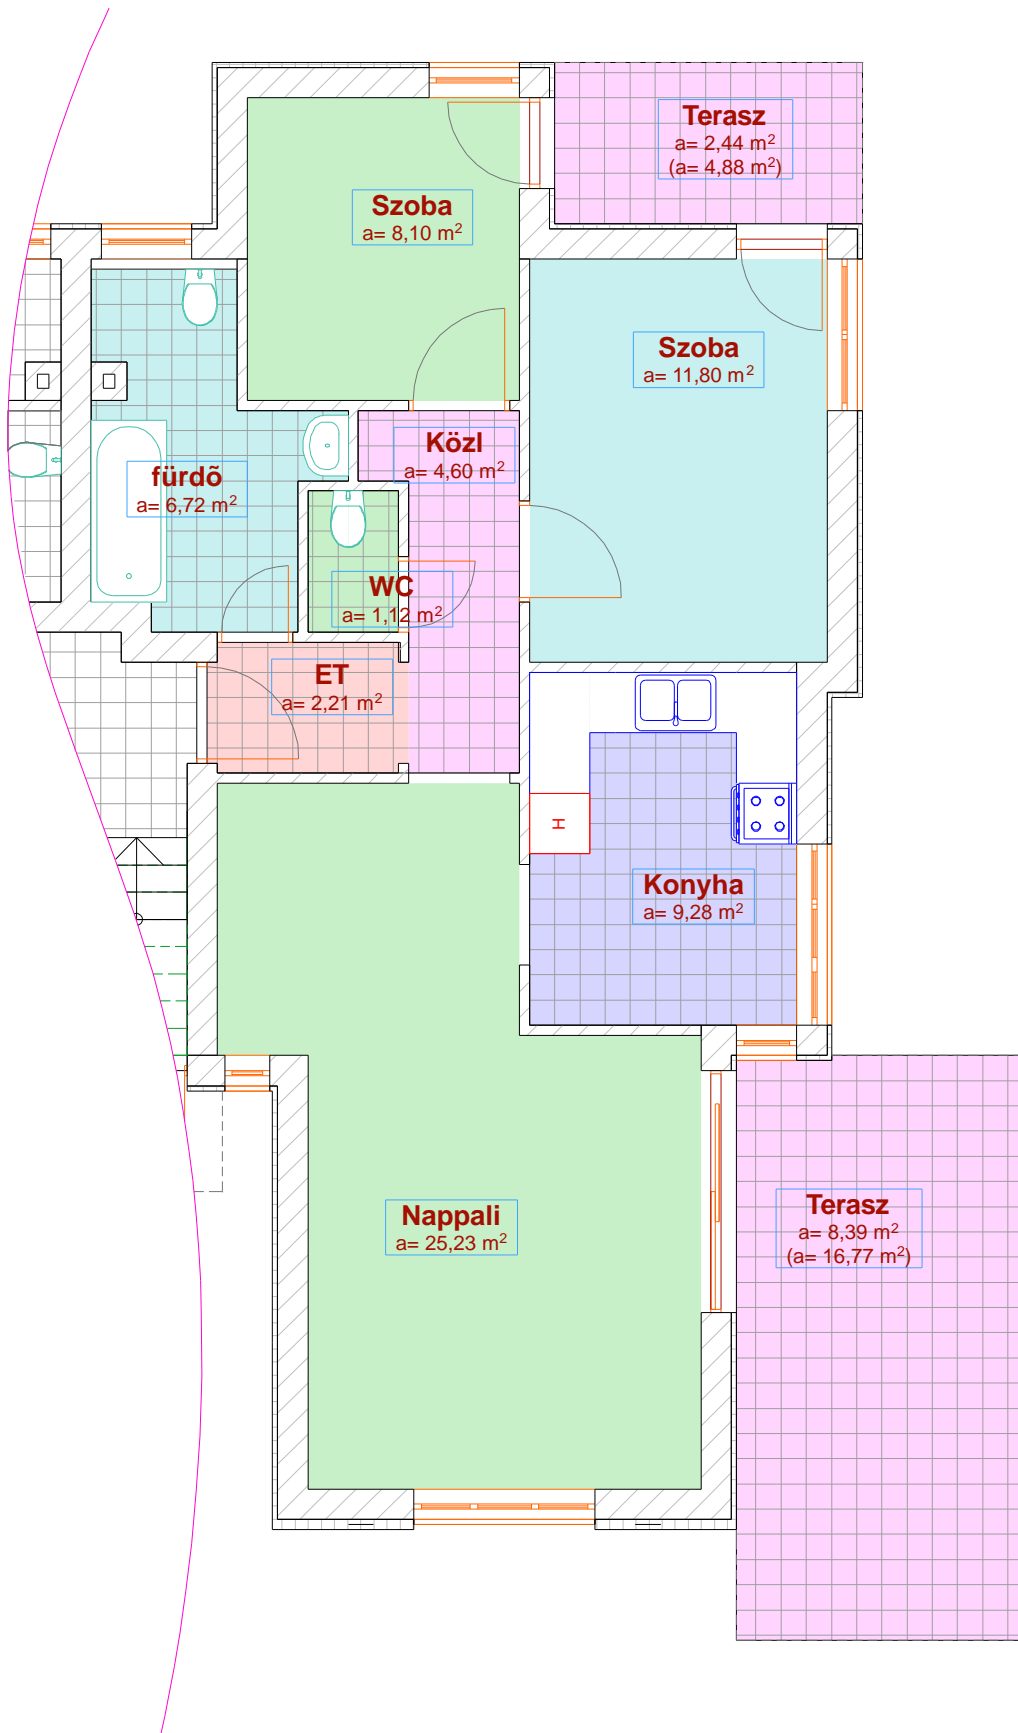 Terasz
a= 2,44 m²
(a= 4,88 m²)
Szoba
a= 8,10 m²
Szoba
a= 11,80 m²
Közl
a= 4,60 m²
fürdõ
a= 6,72 m²
WC
a= 1,12 m²
ET
a= 2,21 m²
H
Konyha
a= 9,28 m²
Nappali
a= 25,23 m²
Terasz
a= 8,39 m²
(a= 16,77 m²)